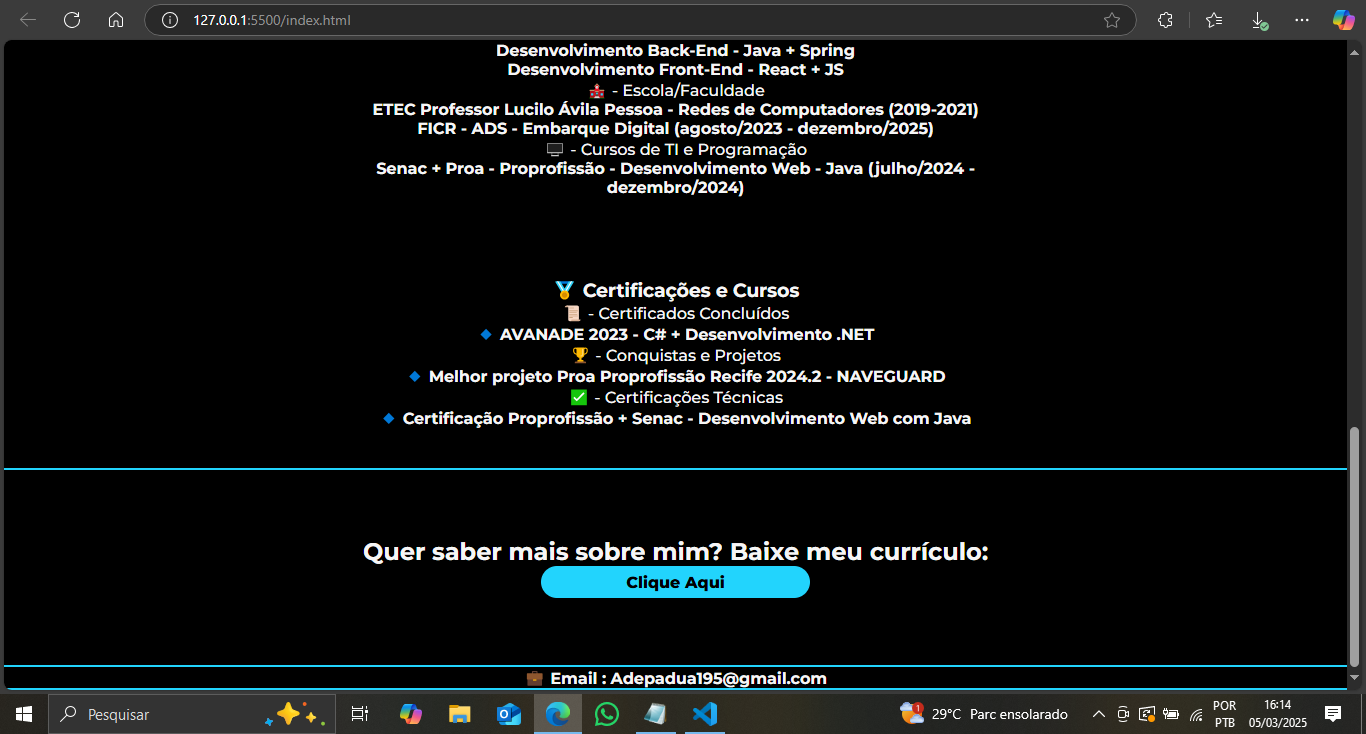 127.0.0.1:5500/index.html
Desenvolvimento Back-End - Java + Spring
Desenvolvimento Front-End - React + JS
- Escola/Faculdade
ETEC Professor Lucilo Ávila Pessoa - Redes de Computadores (2019-2021)
FICR - ADS - Embarque Digital (agosto/2023 - dezembro/2025)
- Cursos de TI e Programação
Senac + Proa - Proprofissão - Desenvolvimento Web - Java (julho/2024 -
dezembro/2024)
Certificações e Cursos
- Certificados Concluídos
AVANADE 2023 - C# + Desenvolvimento .NET
- Conquistas e Projetos
Melhor projeto Proa Proprofissão Recife 2024.2 - NAVEGUARD
- Certificações Técnicas
Certificação Proprofissão + Senac - Desenvolvimento Web com Java
Quer saber mais sobre mim? Baixe meu currículo:
Clique Aqui
Email : Adepadua195@gmail.com
Pesquisar
1
29°C Parc ensolarado
POR
PTB
16:14
05/03/2025